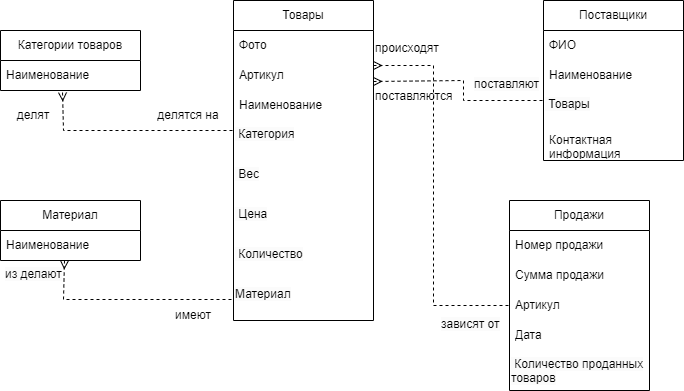 Категории товаров
Наименование
делят
делятся на
Материал
Наименование
из делают
имеют
Товары
Фото
Артикул
Наименование
Категория
Вес
Цена
Количество
Материал
происходят
поставляются
поставляют
зависят от
Поставщики
ФИО
Наименование
Товары
Контактная
информация
Продажи
Номер продажи
Сумма продажи
Артикул
Дата
Количество проданных
товаров